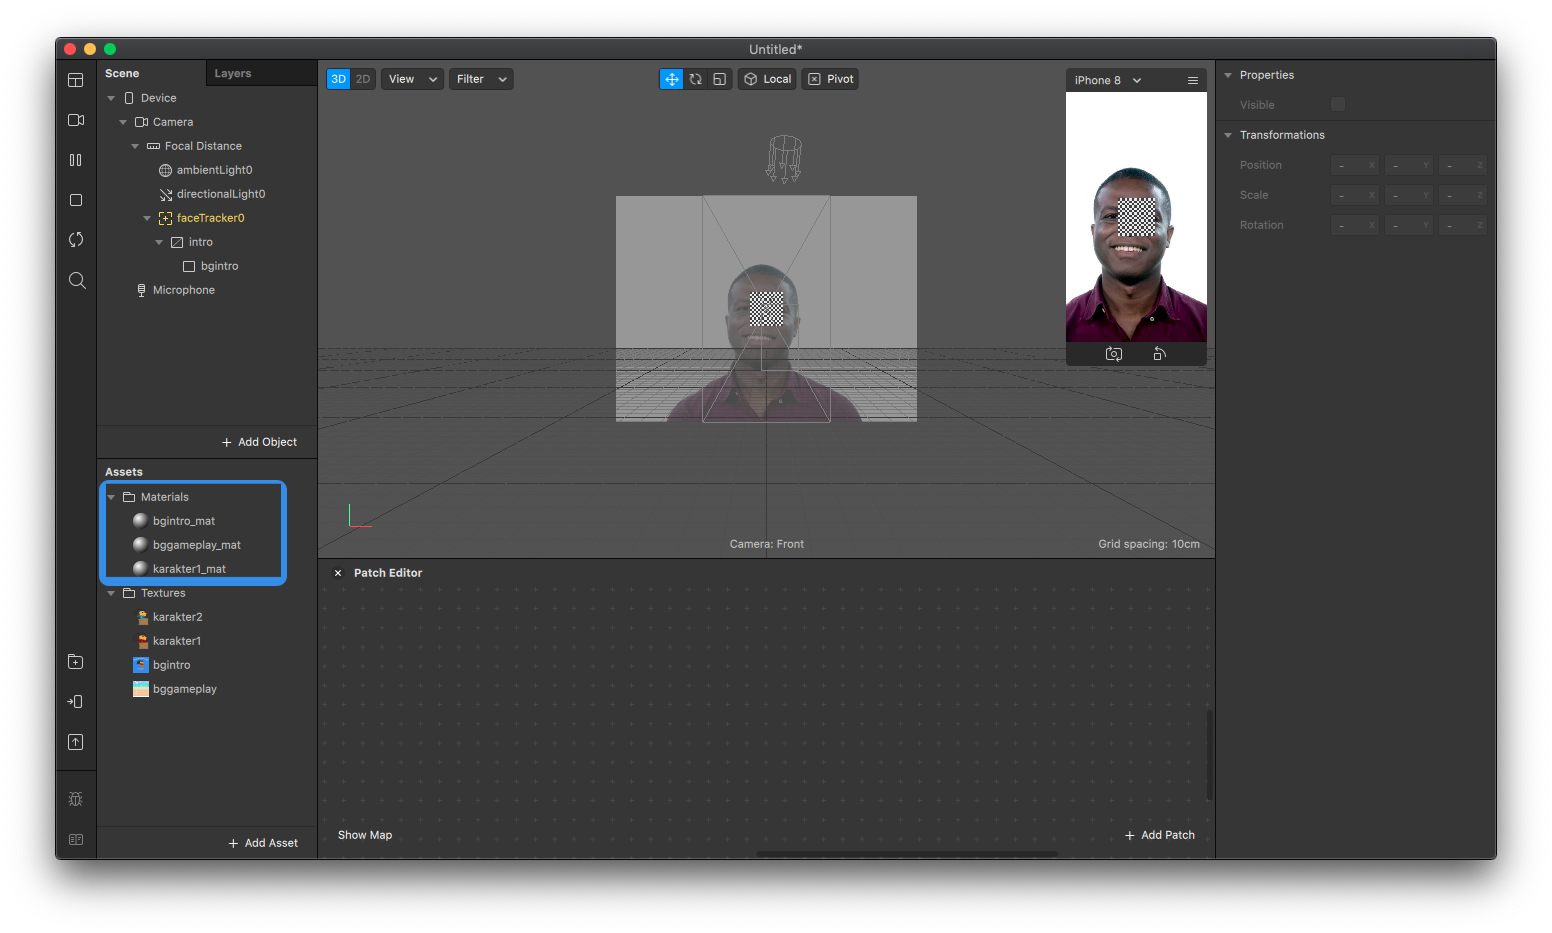 Untitled*
Scene
Layers
Device
Camera
Focal Distance
ambientLight0
directionalLight0
faceTracker0
intro
bgintro
Microphone
+ Add Object
Assets
Materials
bgintro_mat
bggameplay_mat
karakter1_mat
Textures
karakter2
karakter1
bgintro
bggameplay
+ Add Asset
3D 2D View Filter Local Pivot
iPhone 8
Camera: Front
Grid spacing: 10cm
Patch Editor
Show Map
+ Add Patch
Properties
Visible
Transformations
Position - X - Y - Z
Scale - X - Y - Z
Rotation - X - Y - Z